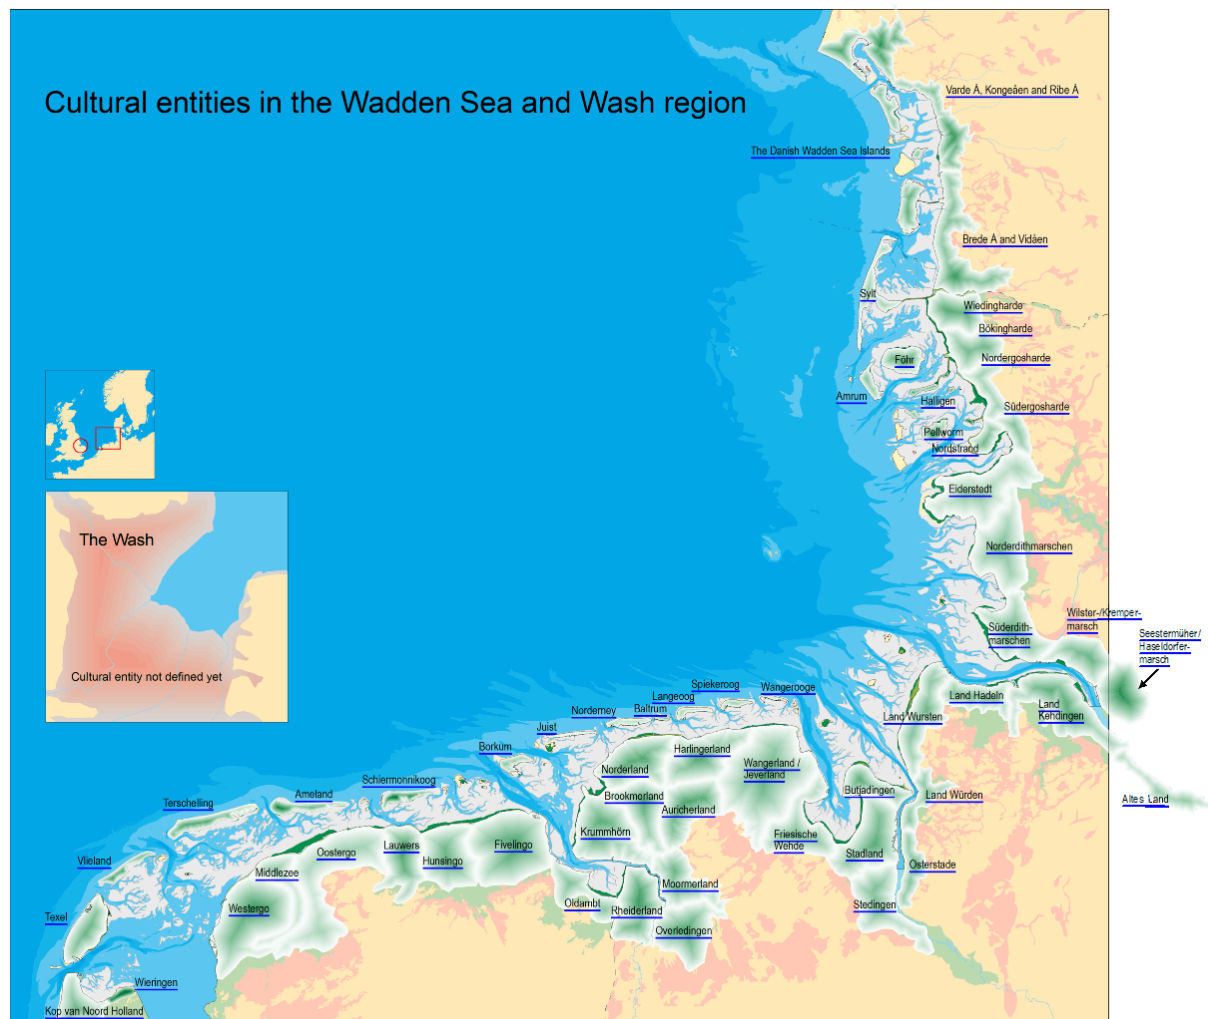 Cultural entities in the Wadden Sea and Wash region
Varde Å, Kongeåen and Ribe Å
The Danish Wadden Sea Islands
Brede Å and Vidåen
Sylt
Wiedingharde
Bökingharde
Föhr
Nordergosharde
Amrum
Halligen
Südergosharde
Pellworm
Nordstrand
Eiderstedt
The Wash
Norderdithmarschen
Wilster-/Kremper-
marsch
Süderdith-
marschen
Seestermüher/
Haseldorfer-
marsch
Cultural entity not defined yet
Spiekeroog
Wangerooge
Langeoog
Baltrum
Norderney
Land Hadeln
Land
Kehdingen
Land Wursten
Juist
Borkum
Harlingerland
Norderland
Wangerland /
Jeverland
Schiermonnikoog
Ameland
Terschelling
Brookmerland
Auricherland
Butjadingen
Land Würden
Altes Land
Krummhörn
Friesische
Wehde
Stadland
Osterstade
Fivelingo
Lauwers
Hunsingo
Oostergo
Middlezee
Vlieland
Moormerland
Oldambt
Rheiderland
Stedingen
Westergo
Texel
Overledingen
Wieringen
Kop van Noord Holland